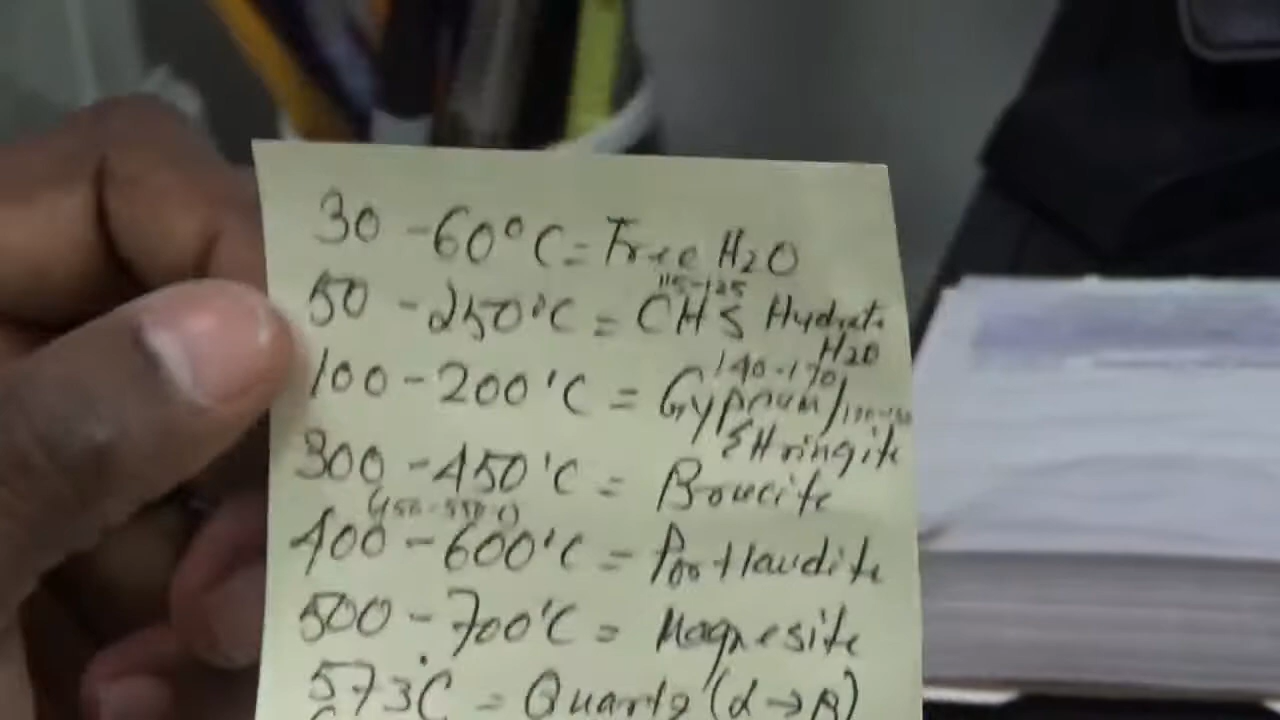 30 - 60°C = Free H2O
115-125
50 - 250°C = CHS Hydrate
H2O
140-170
100 - 200°C = Gypsum/
Ettringite
300 - 450°C = Broucite
(450-550°C)
400 - 600°C = Portlandite
500 - 700°C = Magnesite
573°C = Quartz (α→β)